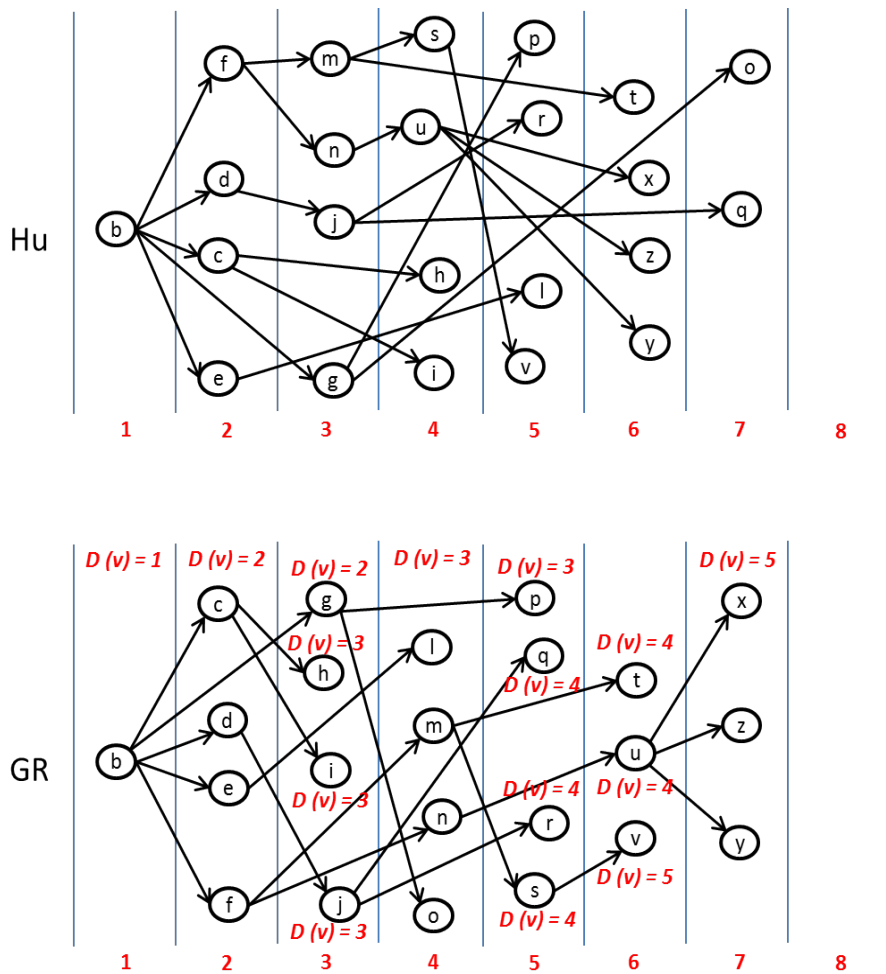 s
p
f
m
o
t
r
u
n
d
x
j
q
b
Hu
c
z
h
l
y
e
g
i
v
1 2 3 4 5 6 7 8
D (v) = 1 D (v) = 2 D (v) = 3 D (v) = 3 D (v) = 5
D (v) = 2
g
p
x
c
D (v) = 3
D (v) = 4
l
q
h
t
D (v) = 4
d
m
z
u
b
GR
i
e
D (v) = 4
D (v) = 4
D (v) = 3
n
r
v
y
D (v) = 5
s
f
j
o
D (v) = 4
D (v) = 3
1 2 3 4 5 6 7 8